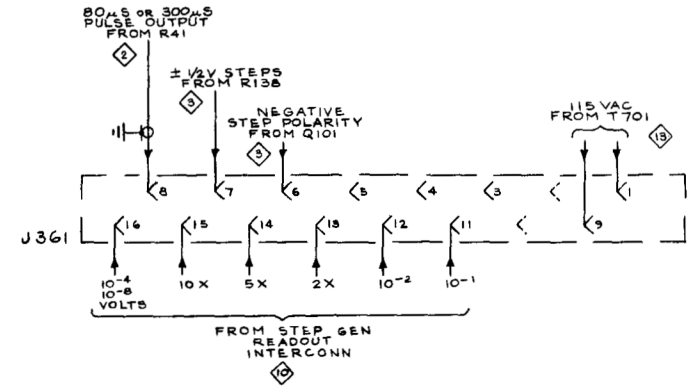 80µS OR 300µS
PULSE OUTPUT
FROM R41
2
± 1/2V STEPS
FROM R138
3
NEGATIVE
STEP POLARITY
FROM Q101
3
115 VAC
FROM T701
13
8 7 6 5 4 3 1
J361
16 15 14 13 12 11 9
10-4
10-8
VOLTS
10X
5X
2X
10-2
10-1
FROM STEP GEN
READOUT
INTERCONN
10